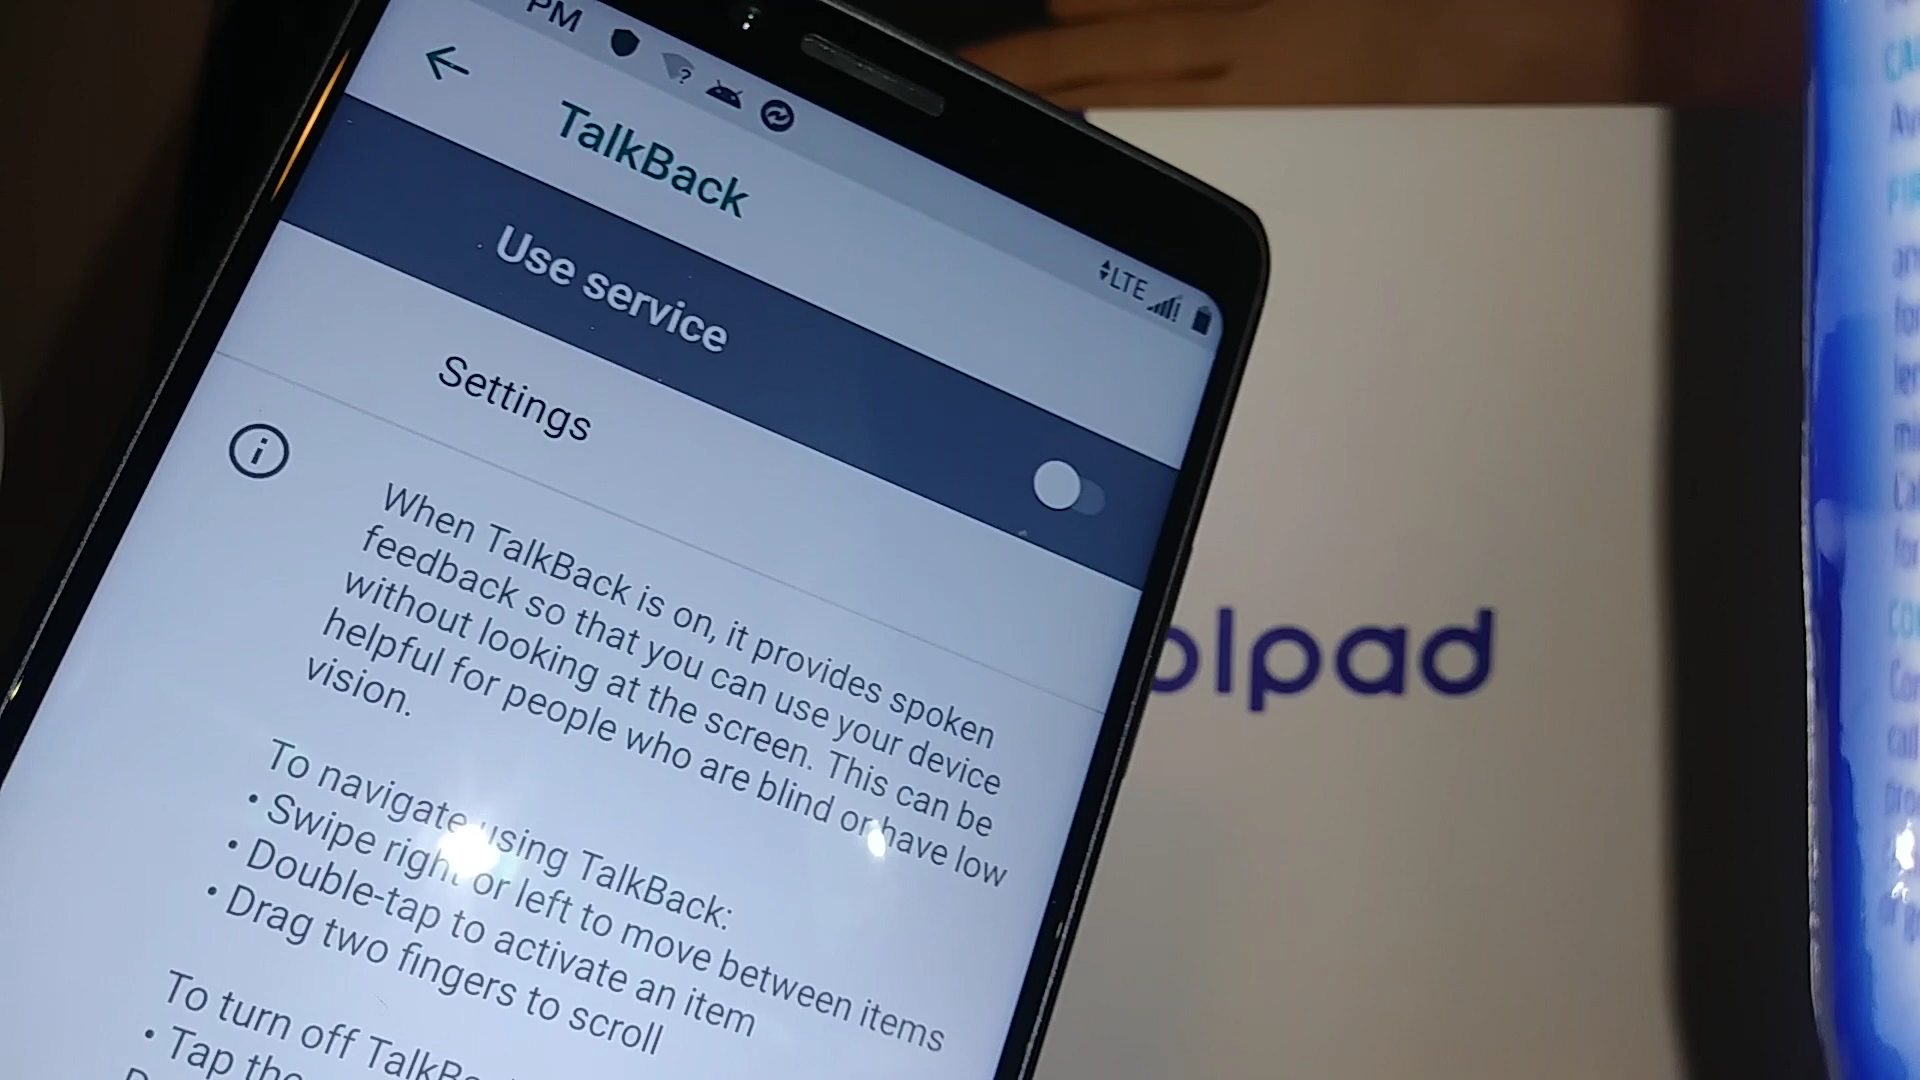 PM
LTE
TalkBack
Use service
Settings
When TalkBack is on, it provides spoken
feedback so that you can use your device
without looking at the screen. This can be
helpful for people who are blind or have low
vision.
To navigate using TalkBack:
• Swipe right or left to move between items
• Double-tap to activate an item
• Drag two fingers to scroll
To turn off
• Tap the
olpad